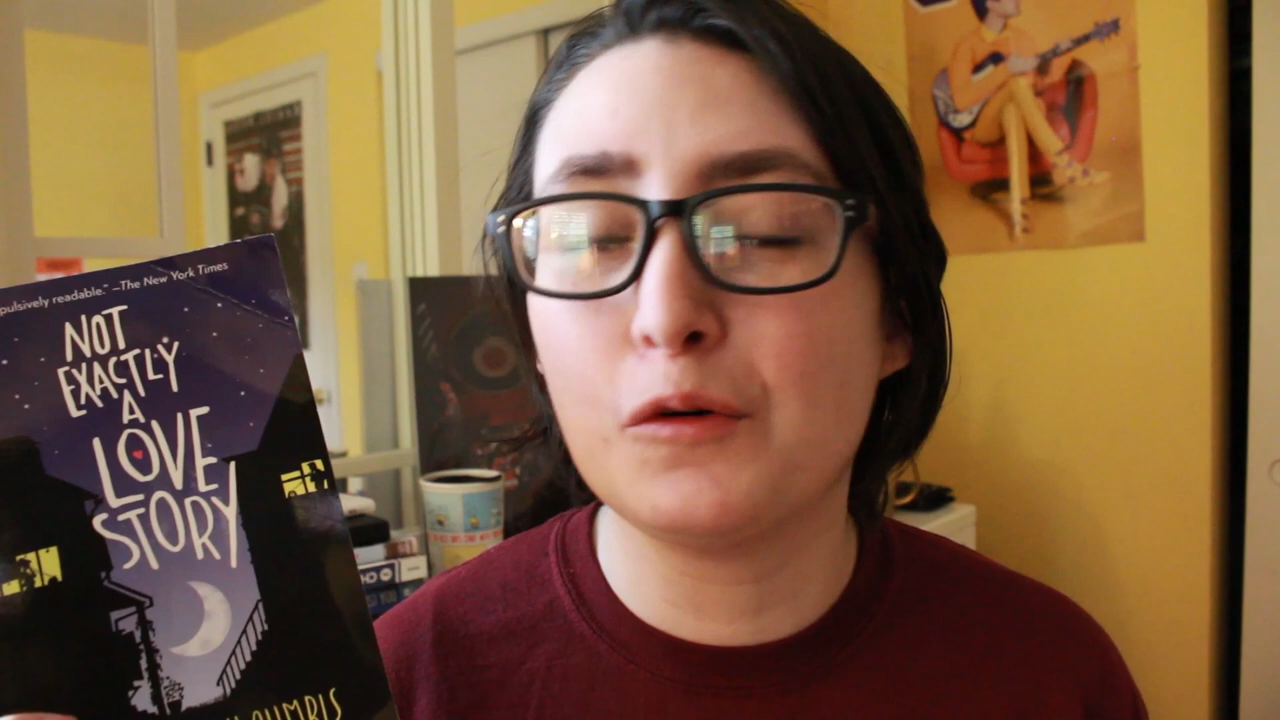 pulsively readable." —The New York Times
NOT
EXACTLY
A
LOVE
STORY